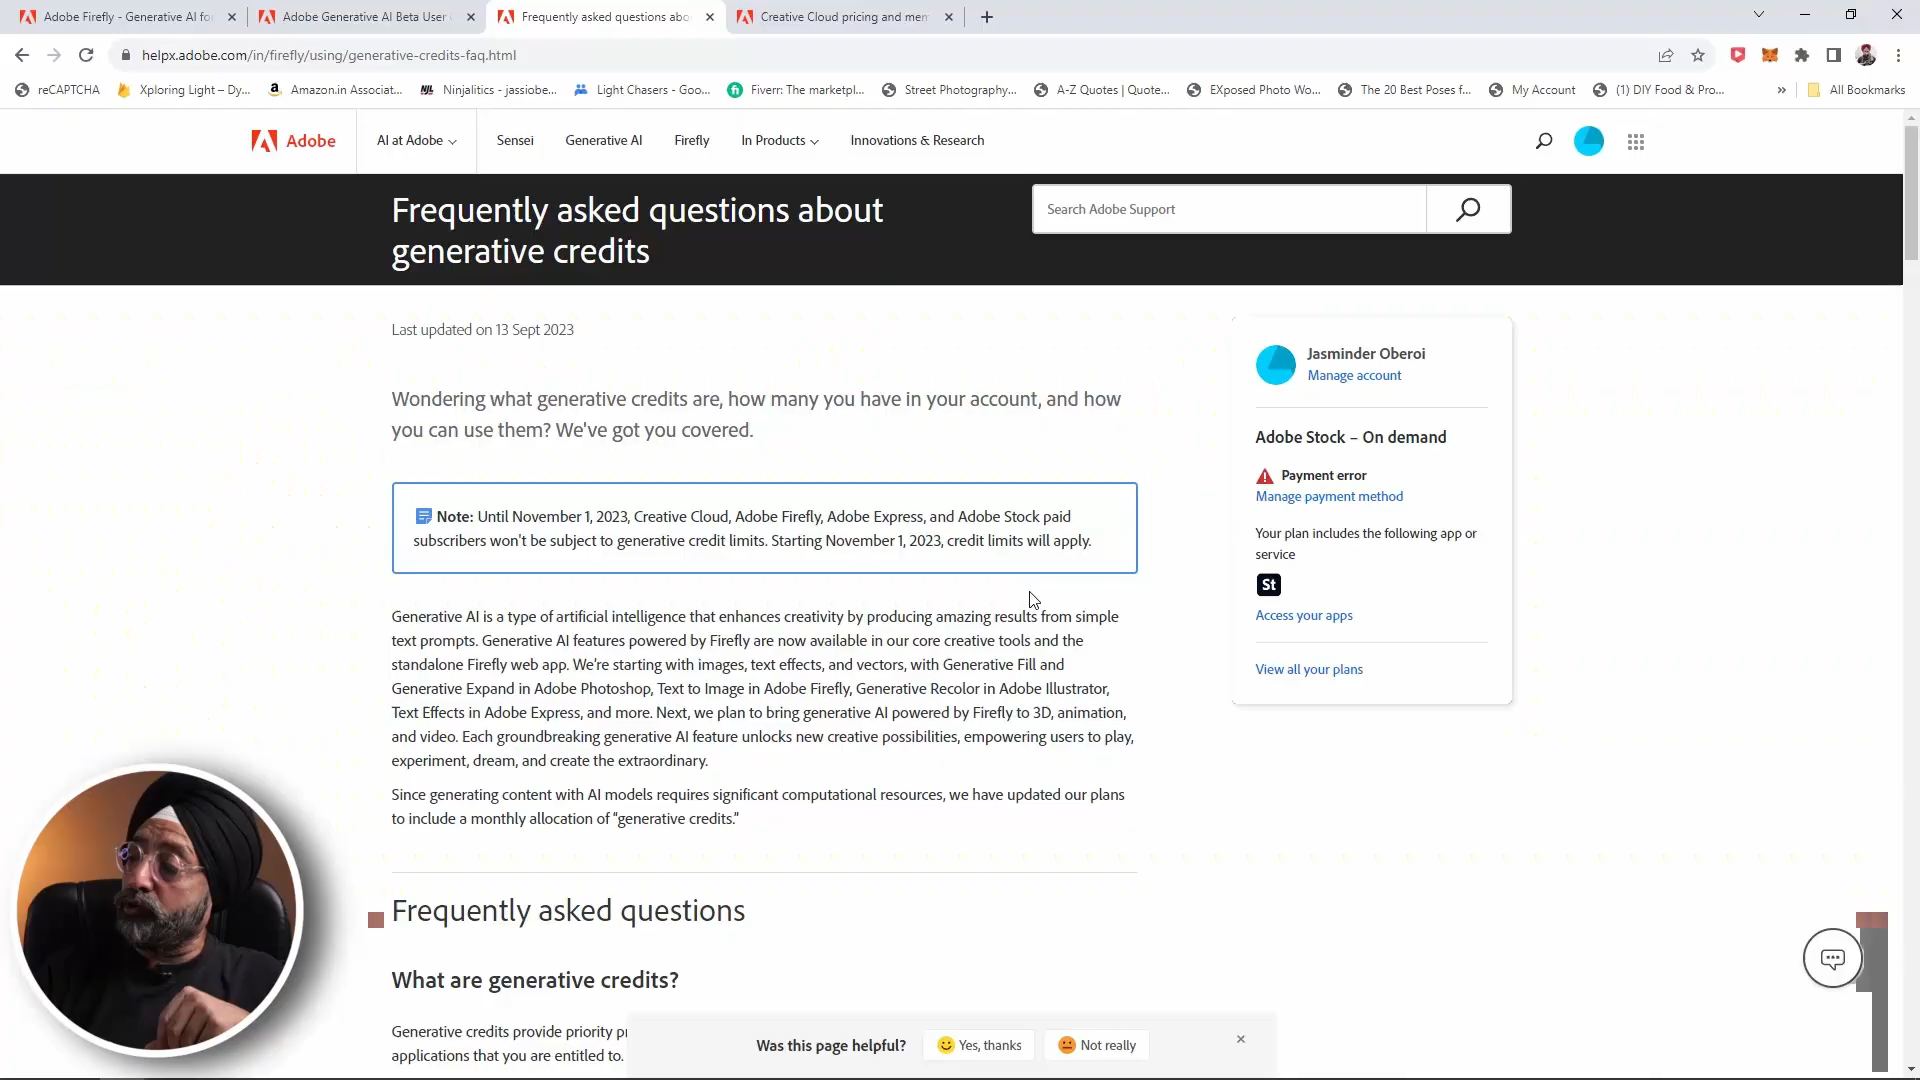 Adobe Firefly - Generative AI fo
Adobe Generative AI Beta User
Frequently asked questions abo
Creative Cloud pricing and mem
helpx.adobe.com/in/firefly/using/generative-credits-faq.html
reCAPTCHA
Xploring Light – Dy...
Amazon.in Associat...
Ninjalitics - jassiobe...
Light Chasers - Goo...
Fiverr: The marketpl...
Street Photography...
A-Z Quotes | Quote...
EXposed Photo Wo...
The 20 Best Poses f...
My Account
(1) DIY Food & Pro...
»
All Bookmarks
Adobe
AI at Adobe
Sensei
Generative AI
Firefly
In Products
Innovations & Research
Frequently asked questions about
generative credits
Search Adobe Support
Last updated on 13 Sept 2023
Wondering what generative credits are, how many you have in your account, and how
you can use them? We've got you covered.
Note: Until November 1, 2023, Creative Cloud, Adobe Firefly, Adobe Express, and Adobe Stock paid
subscribers won't be subject to generative credit limits. Starting November 1, 2023, credit limits will apply.
Generative AI is a type of artificial intelligence that enhances creativity by producing amazing results from simple
text prompts. Generative AI features powered by Firefly are now available in our core creative tools and the
standalone Firefly web app. We're starting with images, text effects, and vectors, with Generative Fill and
Generative Expand in Adobe Photoshop, Text to Image in Adobe Firefly, Generative Recolor in Adobe Illustrator,
Text Effects in Adobe Express, and more. Next, we plan to bring generative AI powered by Firefly to 3D, animation,
and video. Each groundbreaking generative AI feature unlocks new creative possibilities, empowering users to play,
experiment, dream, and create the extraordinary.
Since generating content with AI models requires significant computational resources, we have updated our plans
to include a monthly allocation of “generative credits.”
Jasminder Oberoi
Manage account
Adobe Stock – On demand
Payment error
Manage payment method
Your plan includes the following app or
service
St
Access your apps
View all your plans
Frequently asked questions
What are generative credits?
Generative credits provide priority pr
applications that you are entitled to.
Was this page helpful?
Yes, thanks
Not really